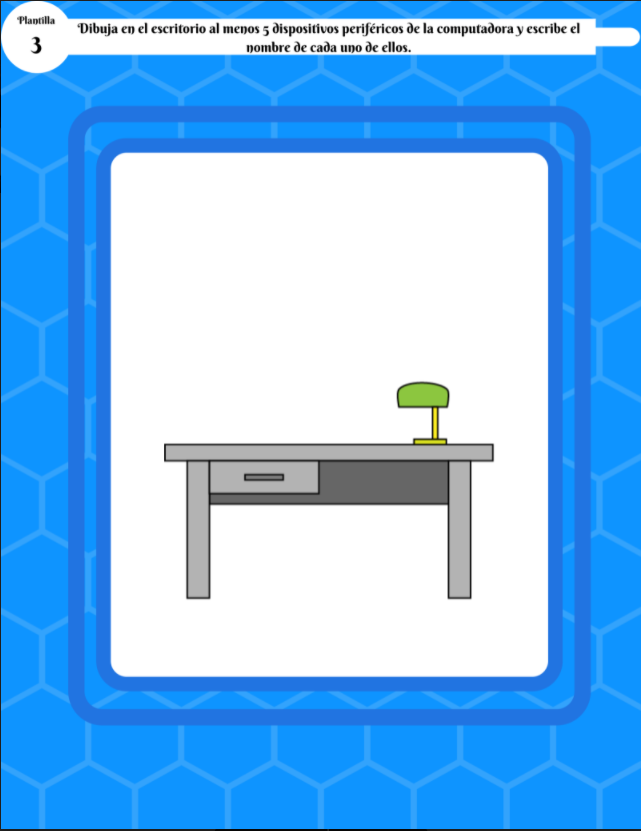 Plantilla
3
Dibuja en el escritorio al menos 5 dispositivos periféricos de la computadora y escribe el
nombre de cada uno de ellos.